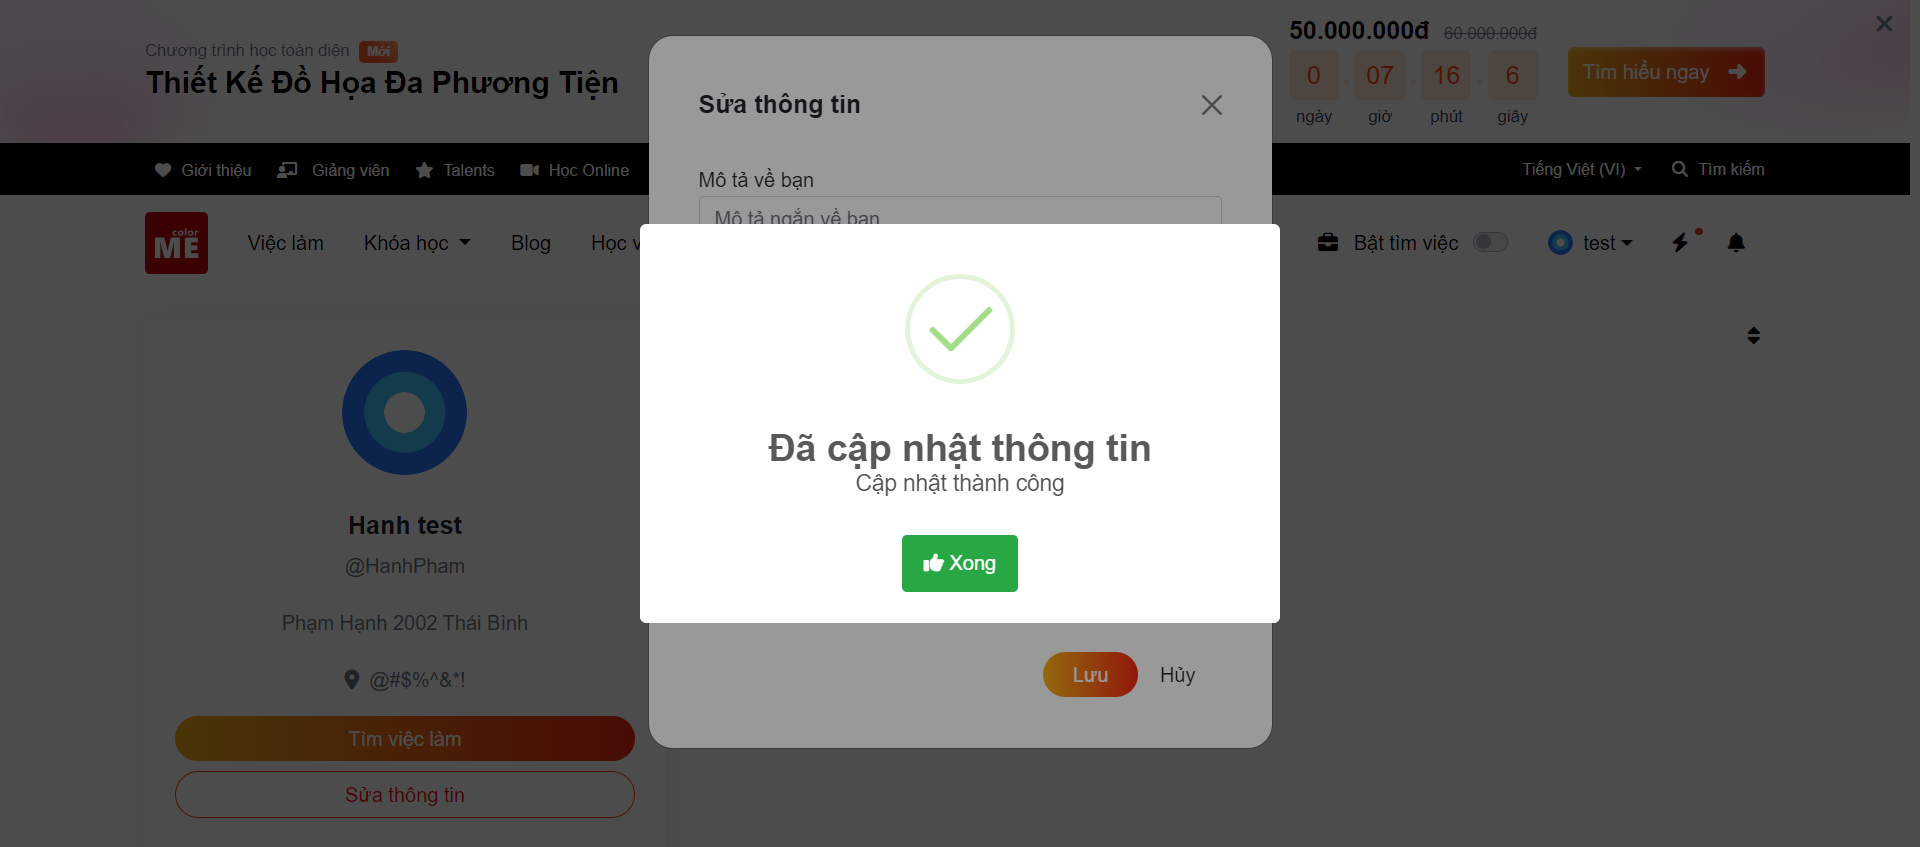 Chương trình học toàn diện Mới
Thiết Kế Đồ Họa Đa Phương Tiện
50.000.000đ 60.000.000đ
0 07 16 6
ngày giờ phút giây
Tìm hiểu ngay
Giới thiệu Giảng viên Talents Học Online
Tiếng Việt (VI) Tìm kiếm
color
ME
Việc làm Khóa học Blog Học v
Bật tìm việc test
Sửa thông tin
Mô tả về bạn
Mô tả ngắn về bạn
Đã cập nhật thông tin
Cập nhật thành công
Xong
Lưu Hủy
Hanh test
@HanhPham
Phạm Hạnh 2002 Thái Bình
@#$%^&*!
Tìm việc làm
Sửa thông tin